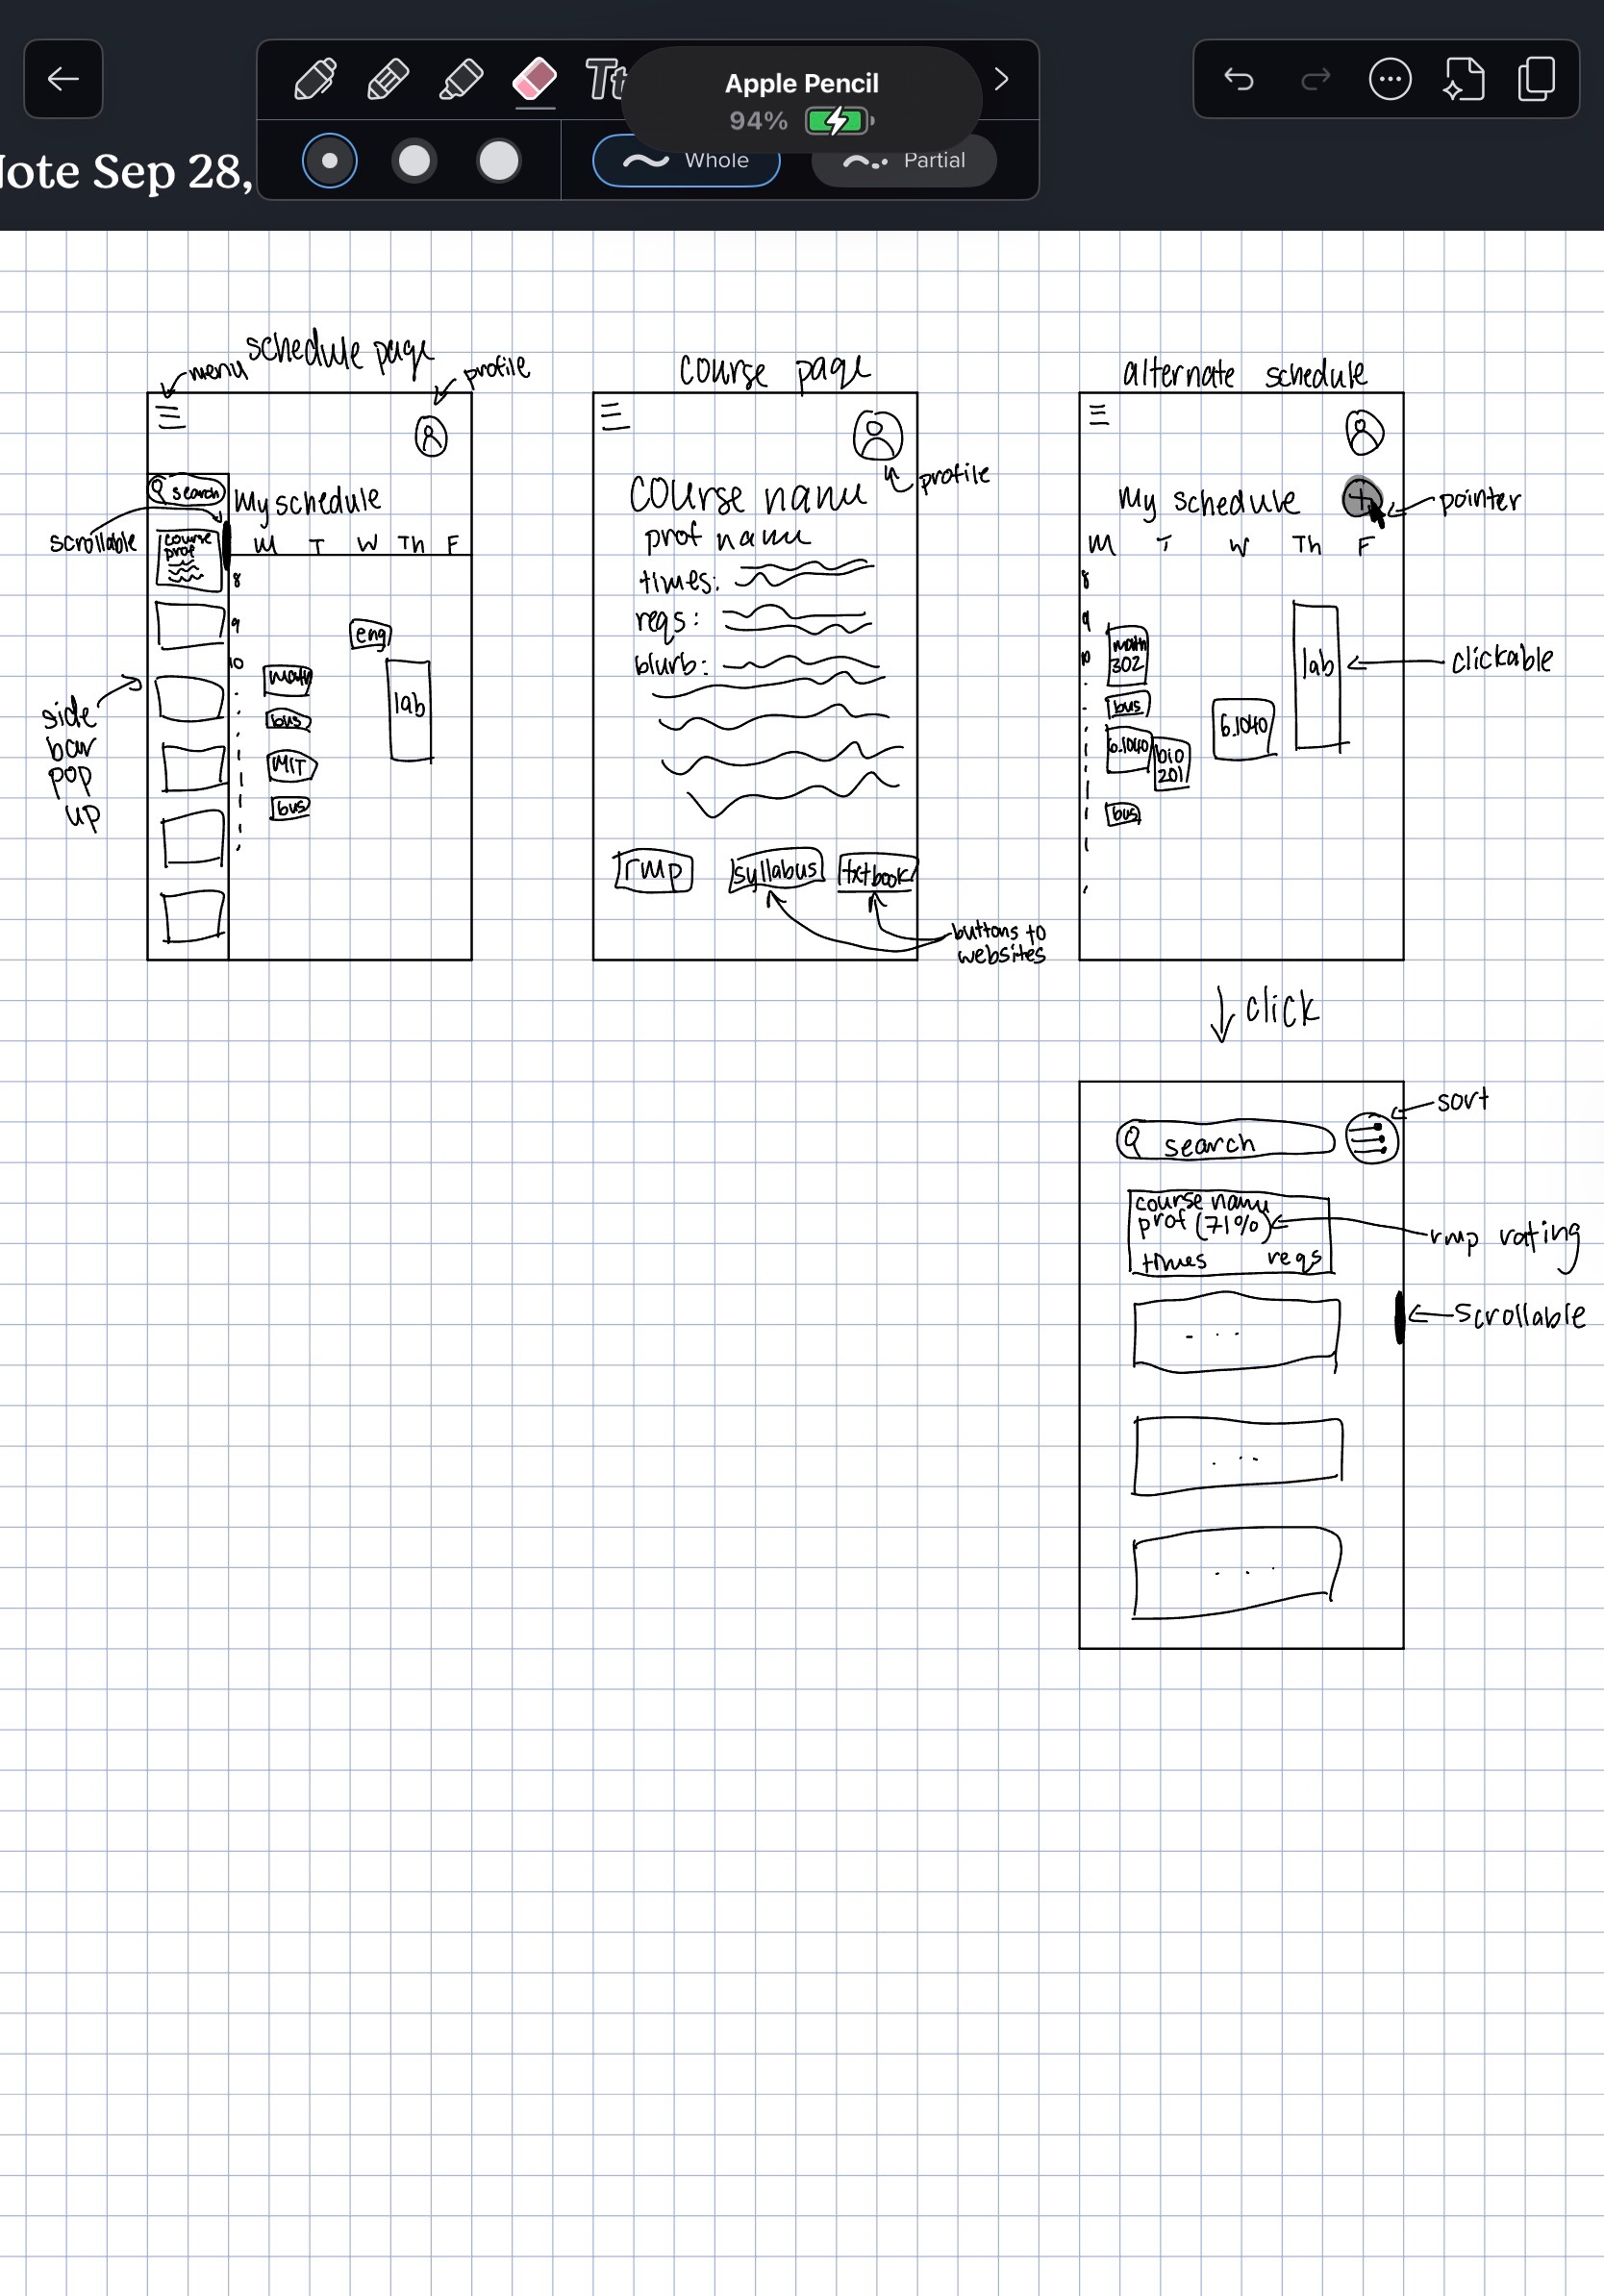 Apple Pencil
94%
Tt
Whole
Partial
Note Sep 28,
schedule page
menu
profile
search
My schedule
scrollable
course
prof
M T W Th F
8
9
10
eng
math
lab
bus
MIT
bus
side
bar
pop
up
course page
profile
course name
prof name
times:
reqs:
blurb:
rmp
syllabus
txtbook
buttons to
websites
alternate schedule
My schedule
+
pointer
M T W Th F
8
9
10
math
302
lab
clickable
bus
6.1040
6.1040
bio
201
bus
click
sort
search
course name
prof (71%)
rmp rating
times reqs
scrollable